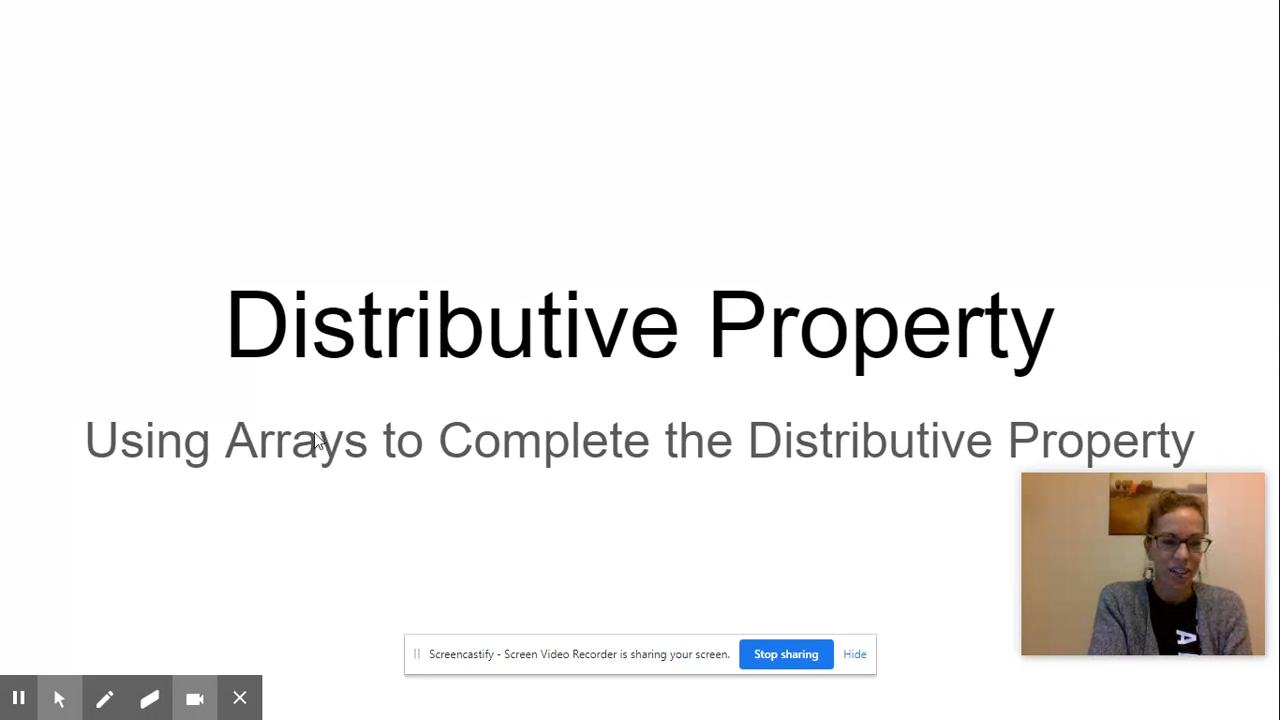 Distributive Property
Using Arrays to Complete the Distributive Property
Screencastify - Screen Video Recorder is sharing your screen.
Stop sharing
Hide